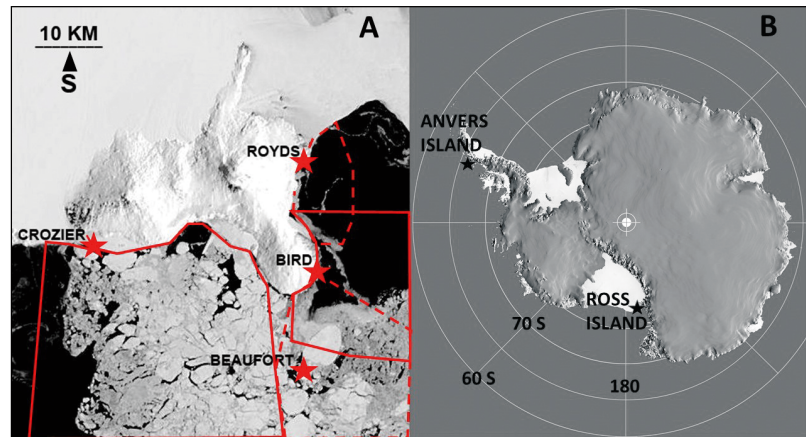 A
10 KM
S
ROYDS
CROZIER
BIRD
BEAUFORT
B
ANVERS
ISLAND
ROSS
ISLAND
70 S
60 S
180